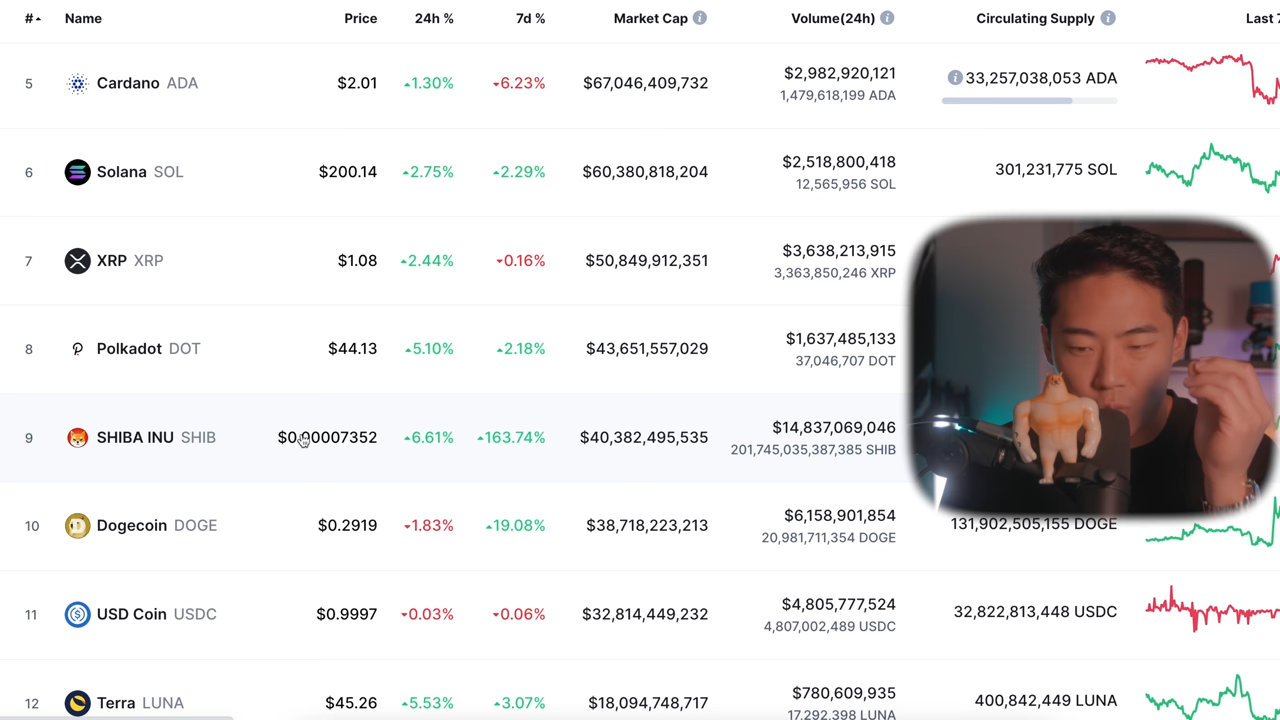 # Name Price 24h % 7d % Market Cap Volume(24h) Circulating Supply Last 7
5 Cardano ADA $2.01 1.30% 6.23% $67,046,409,732 $2,982,920,121 33,257,038,053 ADA
1,479,618,199 ADA
6 Solana SOL $200.14 2.75% 2.29% $60,380,818,204 $2,518,800,418 301,231,775 SOL
12,565,956 SOL
7 XRP XRP $1.08 2.44% 0.16% $50,849,912,351 $3,638,213,915
3,363,850,246 XRP
8 Polkadot DOT $44.13 5.10% 2.18% $43,651,557,029 $1,637,485,133
37,046,707 DOT
9 SHIBA INU SHIB $0.00007352 6.61% 163.74% $40,382,495,535 $14,837,069,046
201,745,035,387,385 SHIB
10 Dogecoin DOGE $0.2919 1.83% 19.08% $38,718,223,213 $6,158,901,854 131,902,505,155 DOGE
20,981,711,354 DOGE
11 USD Coin USDC $0.9997 0.03% 0.06% $32,814,449,232 $4,805,777,524 32,822,813,448 USDC
4,807,002,489 USDC
12 Terra LUNA $45.26 5.53% 3.07% $18,094,748,717 $780,609,935 400,842,449 LUNA
17,292,398 LUNA